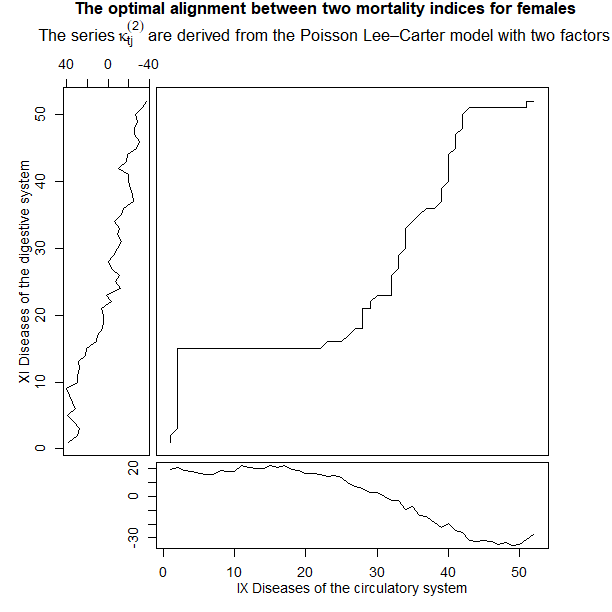 The optimal alignment between two mortality indices for females
The series κ_tj^(2) are derived from the Poisson Lee–Carter model with two factors
40 0 -40
XI Diseases of the digestive system
50
40
30
20
10
0
20
0
-30
0 10 20 30 40 50
IX Diseases of the circulatory system